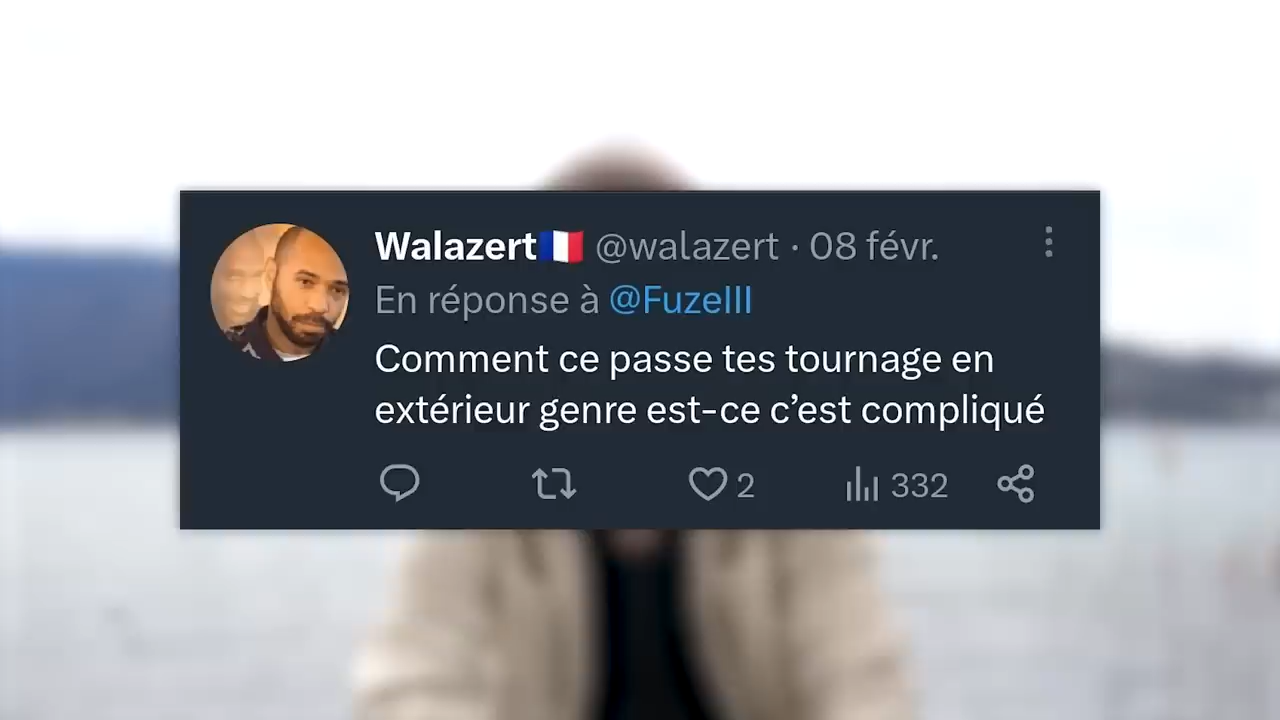 Walazert🇫🇷 @walazert · 08 févr.
En réponse à @FuzeIII
Comment ce passe tes tournage en
extérieur genre est-ce c’est compliqué
2 332